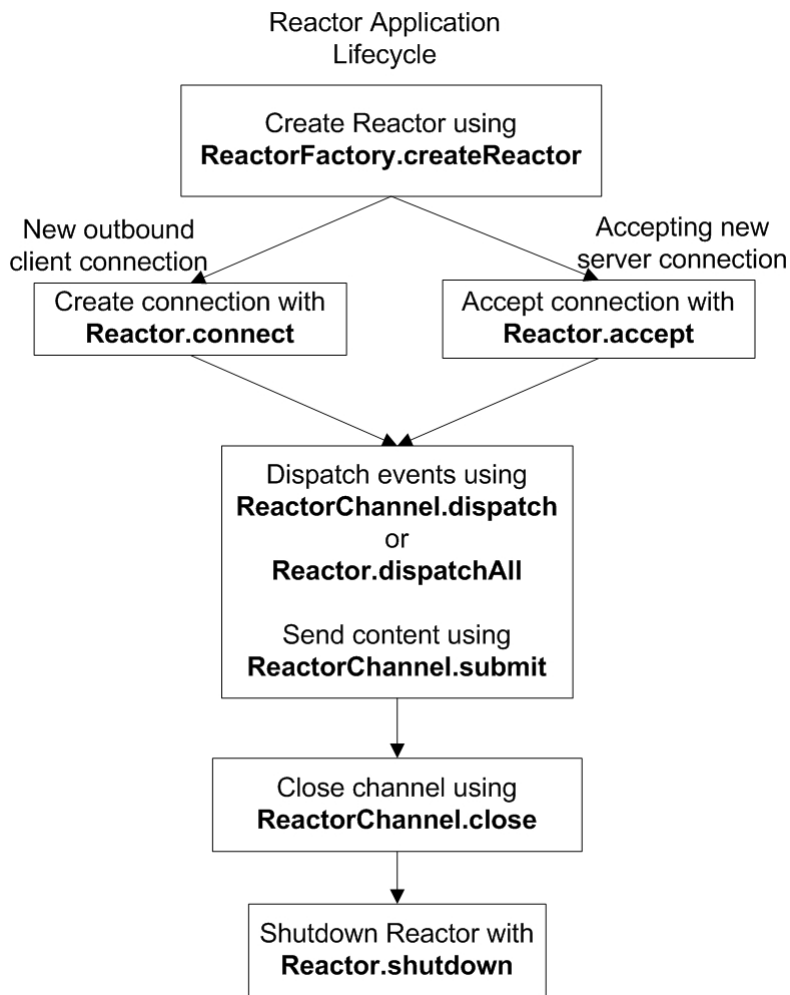 Reactor Application
Lifecycle
Create Reactor using
ReactorFactory.createReactor
New outbound
client connection
Accepting new
server connection
Create connection with
Reactor.connect
Accept connection with
Reactor.accept
Dispatch events using
ReactorChannel.dispatch
or
Reactor.dispatchAll
Send content using
ReactorChannel.submit
Close channel using
ReactorChannel.close
Shutdown Reactor with
Reactor.shutdown